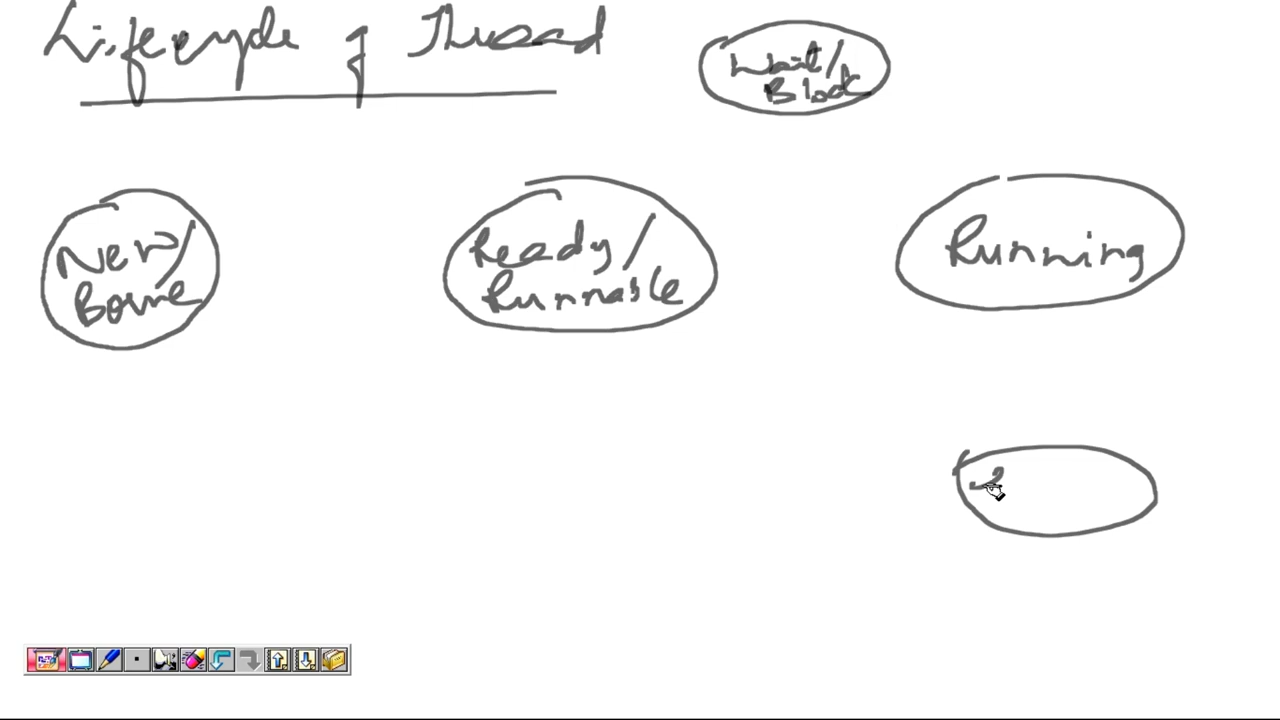 Lifecycle of Thread
Wait/
Block
New/
Borne
Ready/
Runnable
Running